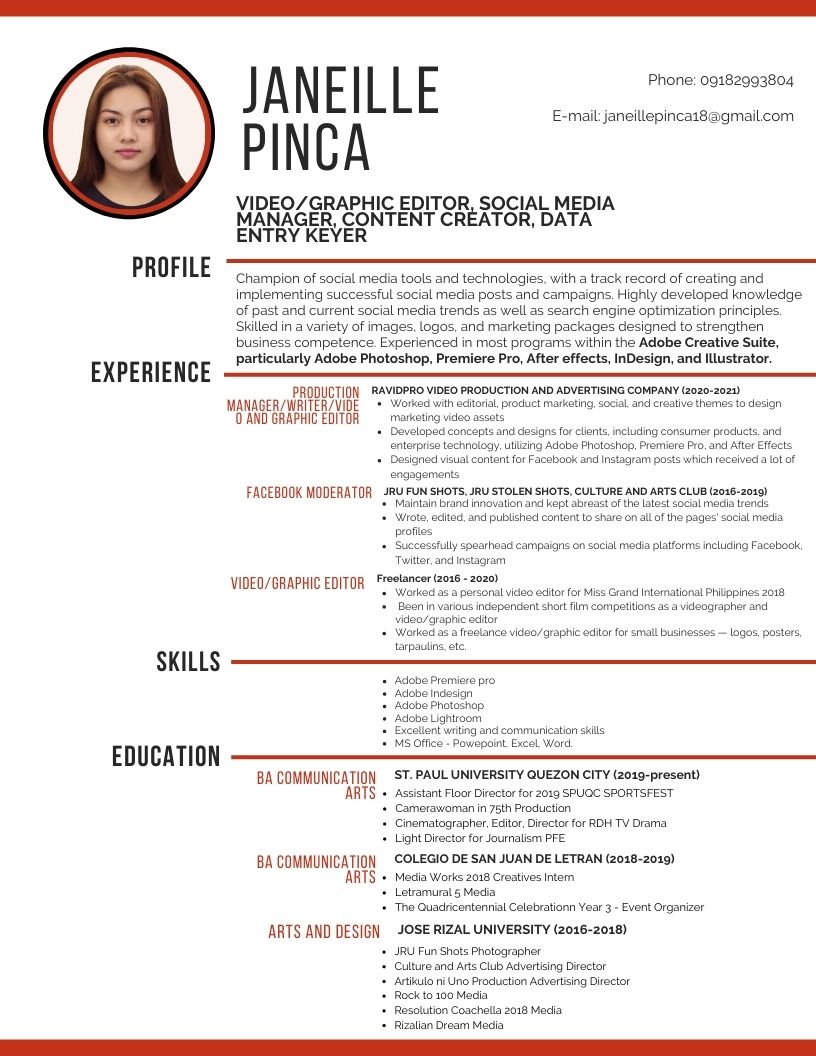 JANEILLE
PINCA
Phone: 09182993804
E-mail: janeillepinca18@gmail.com
VIDEO/GRAPHIC EDITOR, SOCIAL MEDIA
MANAGER, CONTENT CREATOR, DATA
ENTRY KEYER
PROFILE
Champion of social media tools and technologies, with a track record of creating and
implementing successful social media posts and campaigns. Highly developed knowledge
of past and current social media trends as well as search engine optimization principles.
Skilled in a variety of images, logos, and marketing packages designed to strengthen
business competence. Experienced in most programs within the Adobe Creative Suite,
particularly Adobe Photoshop, Premiere Pro, After effects, InDesign, and Illustrator.
EXPERIENCE
PRODUCTION
MANAGER/WRITER/VIDE
O AND GRAPHIC EDITOR
RAVIDPRO VIDEO PRODUCTION AND ADVERTISING COMPANY (2020-2021)
• Worked with editorial, product marketing, social, and creative themes to design
marketing video assets
• Developed concepts and designs for clients, including consumer products, and
enterprise technology, utilizing Adobe Photoshop, Premiere Pro, and After Effects
• Designed visual content for Facebook and Instagram posts which received a lot of
engagements
FACEBOOK MODERATOR
JRU FUN SHOTS, JRU STOLEN SHOTS, CULTURE AND ARTS CLUB (2016-2019)
• Maintain brand innovation and kept abreast of the latest social media trends
• Wrote, edited, and published content to share on all of the pages' social media
profiles
• Successfully spearhead campaigns on social media platforms including Facebook,
Twitter, and Instagram
VIDEO/GRAPHIC EDITOR
Freelancer (2016 - 2020)
• Worked as a personal video editor for Miss Grand International Philippines 2018
• Been in various independent short film competitions as a videographer and
video/graphic editor
• Worked as a freelance video/graphic editor for small businesses — logos, posters,
tarpaulins, etc.
SKILLS
• Adobe Premiere pro
• Adobe Indesign
• Adobe Photoshop
• Adobe Lightroom
• Excellent writing and communication skills
• MS Office - Powepoint, Excel, Word.
EDUCATION
BA COMMUNICATION
ARTS
ST. PAUL UNIVERSITY QUEZON CITY (2019-present)
• Assistant Floor Director for 2019 SPUQC SPORTSFEST
• Camerawoman in 75th Production
• Cinematographer, Editor, Director for RDH TV Drama
• Light Director for Journalism PFE
BA COMMUNICATION
ARTS
COLEGIO DE SAN JUAN DE LETRAN (2018-2019)
• Media Works 2018 Creatives Intern
• Letramural 5 Media
• The Quadricentennial Celebrationn Year 3 - Event Organizer
ARTS AND DESIGN
JOSE RIZAL UNIVERSITY (2016-2018)
• JRU Fun Shots Photographer
• Culture and Arts Club Advertising Director
• Artikulo ni Uno Production Advertising Director
• Rock to 100 Media
• Resolution Coachella 2018 Media
• Rizalian Dream Media